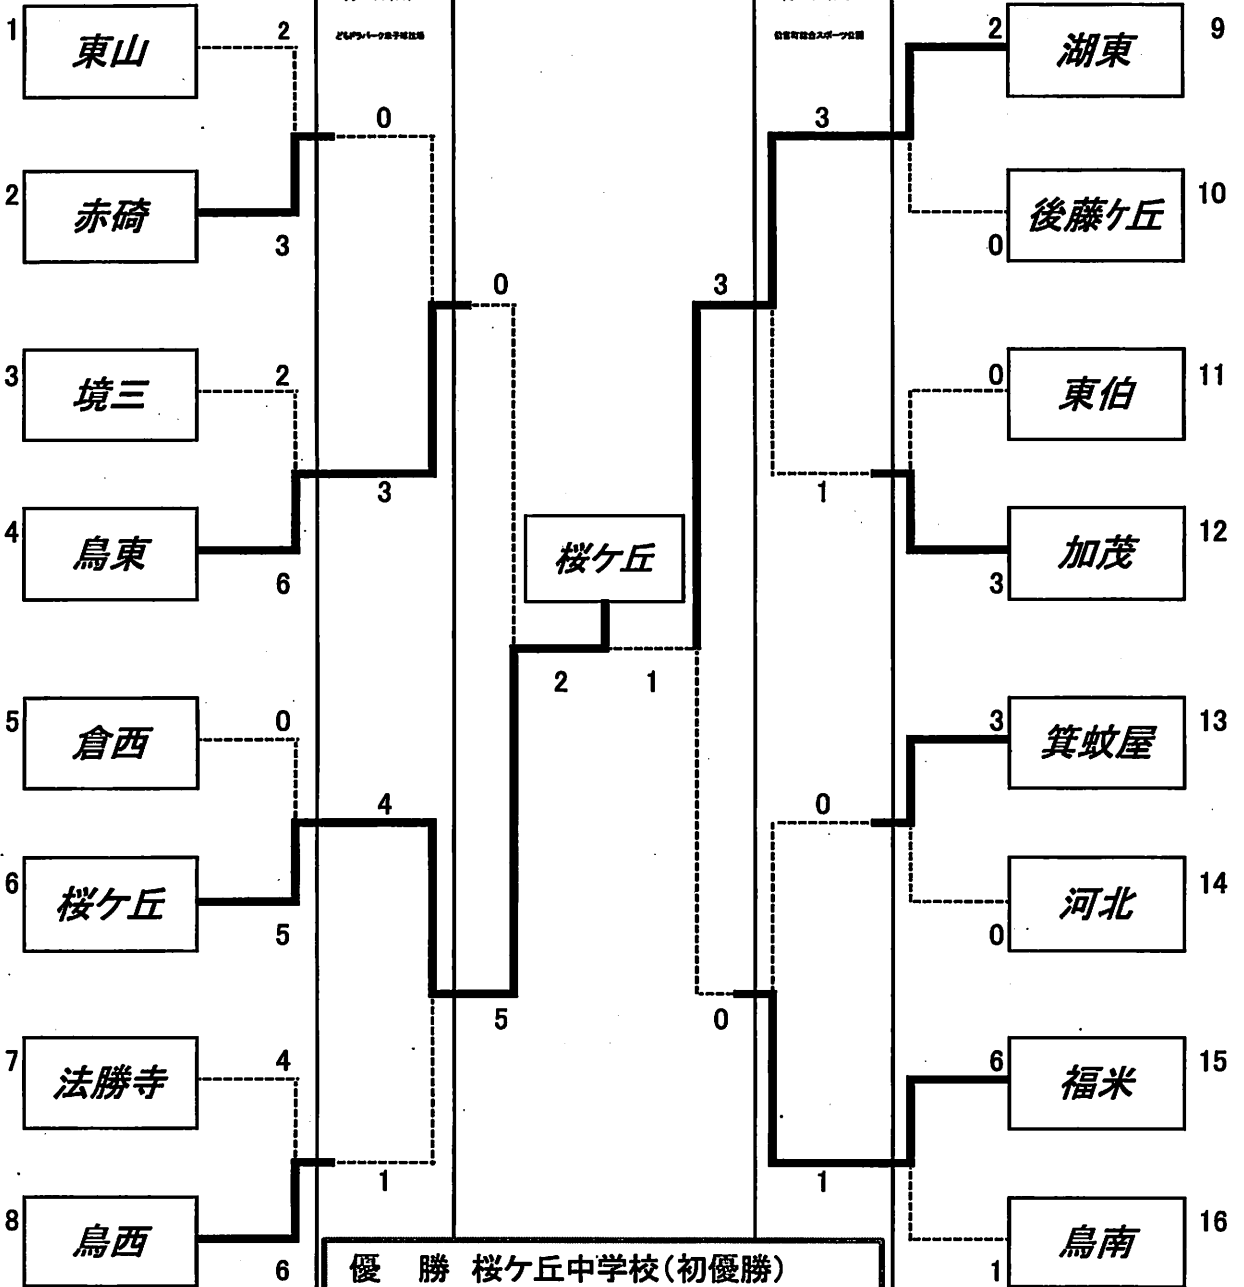 1 東山 2
2 赤碕 3
0
3 境三 2
4 鳥東 6
3
0
5 倉西 0
6 桜ケ丘 5
4
7 法勝寺 4
8 鳥西 6
1
5
桜ケ丘
2 1
2 湖東 9
0 後藤ケ丘 10
3
0 東伯 11
3 加茂 12
1
3
3 箕蚊屋 13
0 河北 14
0
6 福米 15
1 鳥南 16
1
0
優 勝 桜ケ丘中学校(初優勝)